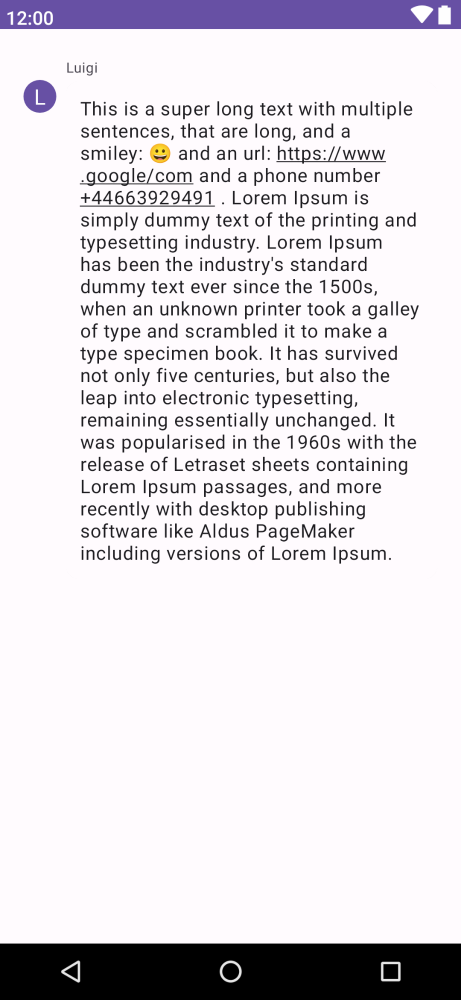 12:00
Luigi
L
This is a super long text with multiple
sentences, that are long, and a
smiley: 😀 and an url: https://www
.google/com and a phone number
+44663929491 . Lorem Ipsum is
simply dummy text of the printing and
typesetting industry. Lorem Ipsum
has been the industry's standard
dummy text ever since the 1500s,
when an unknown printer took a galley
of type and scrambled it to make a
type specimen book. It has survived
not only five centuries, but also the
leap into electronic typesetting,
remaining essentially unchanged. It
was popularised in the 1960s with the
release of Letraset sheets containing
Lorem Ipsum passages, and more
recently with desktop publishing
software like Aldus PageMaker
including versions of Lorem Ipsum.